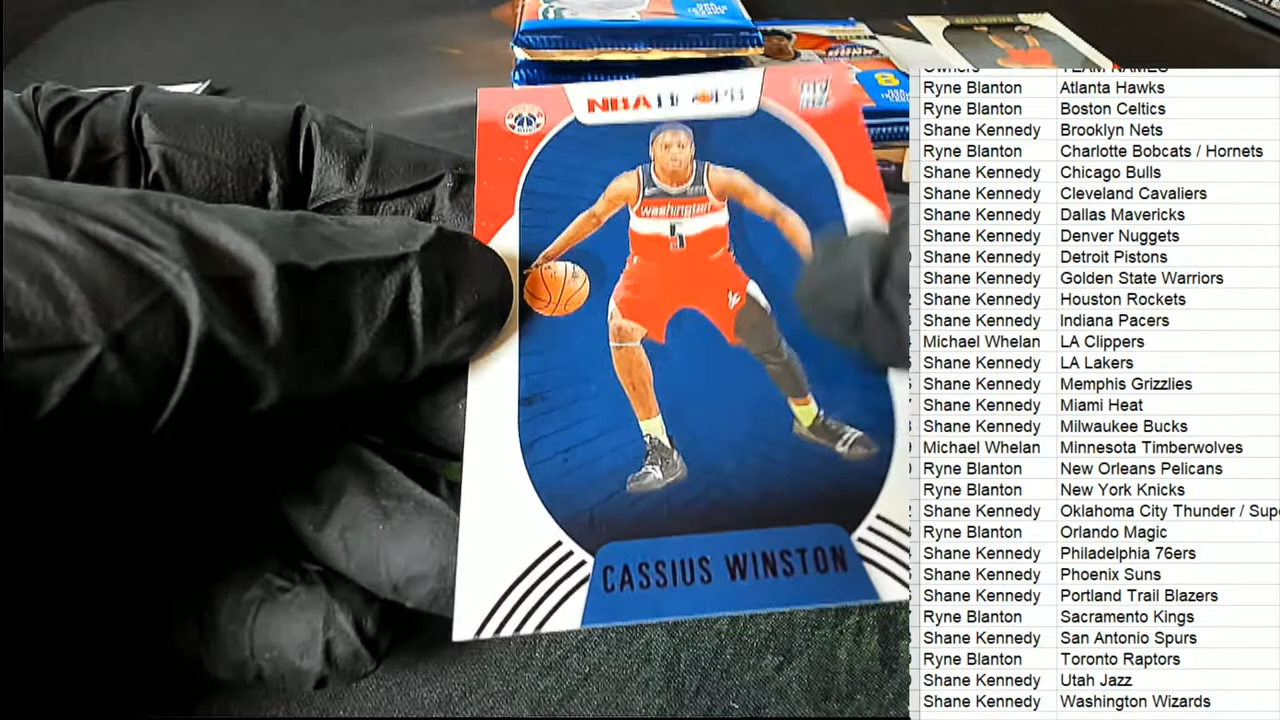 NBA HOOPS
Washington
5
CASSIUS WINSTON
8
Owners TEAM NAMES
Ryne Blanton Atlanta Hawks
Ryne Blanton Boston Celtics
Shane Kennedy Brooklyn Nets
Ryne Blanton Charlotte Bobcats / Hornets
Shane Kennedy Chicago Bulls
Shane Kennedy Cleveland Cavaliers
Shane Kennedy Dallas Mavericks
Shane Kennedy Denver Nuggets
Shane Kennedy Detroit Pistons
Shane Kennedy Golden State Warriors
Shane Kennedy Houston Rockets
Shane Kennedy Indiana Pacers
Michael Whelan LA Clippers
Shane Kennedy LA Lakers
Shane Kennedy Memphis Grizzlies
Shane Kennedy Miami Heat
Shane Kennedy Milwaukee Bucks
Michael Whelan Minnesota Timberwolves
Ryne Blanton New Orleans Pelicans
Ryne Blanton New York Knicks
Shane Kennedy Oklahoma City Thunder / Sup
Ryne Blanton Orlando Magic
Shane Kennedy Philadelphia 76ers
Shane Kennedy Phoenix Suns
Shane Kennedy Portland Trail Blazers
Ryne Blanton Sacramento Kings
Shane Kennedy San Antonio Spurs
Ryne Blanton Toronto Raptors
Shane Kennedy Utah Jazz
Shane Kennedy Washington Wizards